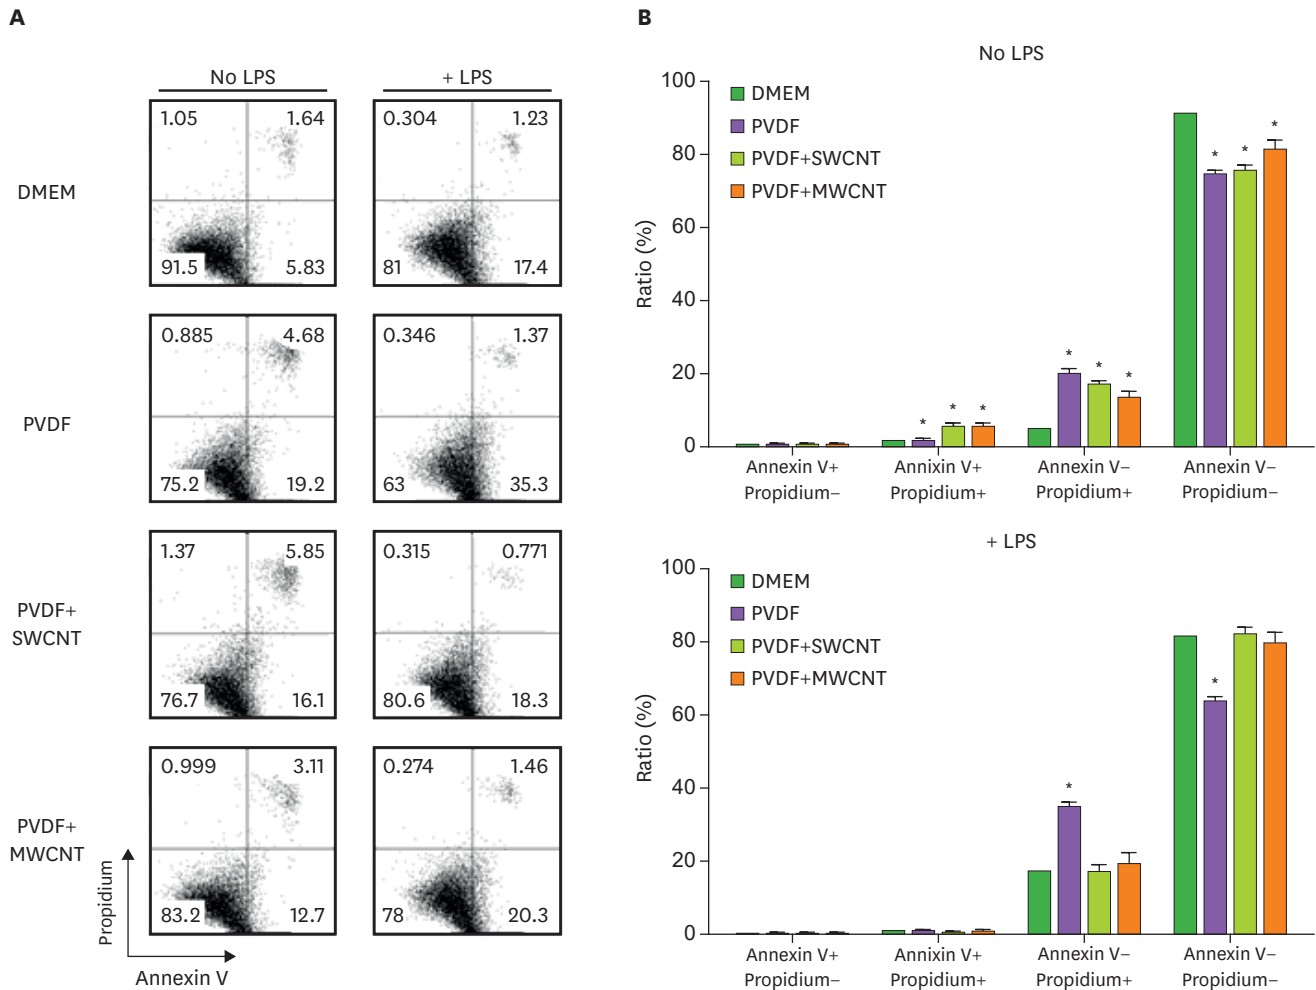 A
No LPS
+ LPS
DMEM
1.05
1.64
91.5
5.83
0.304
1.23
81
17.4
PVDF
0.885
4.68
75.2
19.2
0.346
1.37
63
35.3
PVDF+
SWCNT
1.37
5.85
76.7
16.1
0.315
0.771
80.6
18.3
PVDF+
MWCNT
0.999
3.11
83.2
12.7
0.274
1.46
78
20.3
Propidium
Annexin V
B
No LPS
Ratio (%)
100
80
60
40
20
0
DMEM
PVDF
PVDF+SWCNT
PVDF+MWCNT
* * *
* * *
* * *
Annexin V+
Propidium−
Annixin V+
Propidium+
Annexin V−
Propidium+
Annexin V−
Propidium−
+ LPS
Ratio (%)
100
80
60
40
20
0
DMEM
PVDF
PVDF+SWCNT
PVDF+MWCNT
*
*
Annexin V+
Propidium−
Annexin V+
Propidium+
Annexin V−
Propidium+
Annexin V−
Propidium−